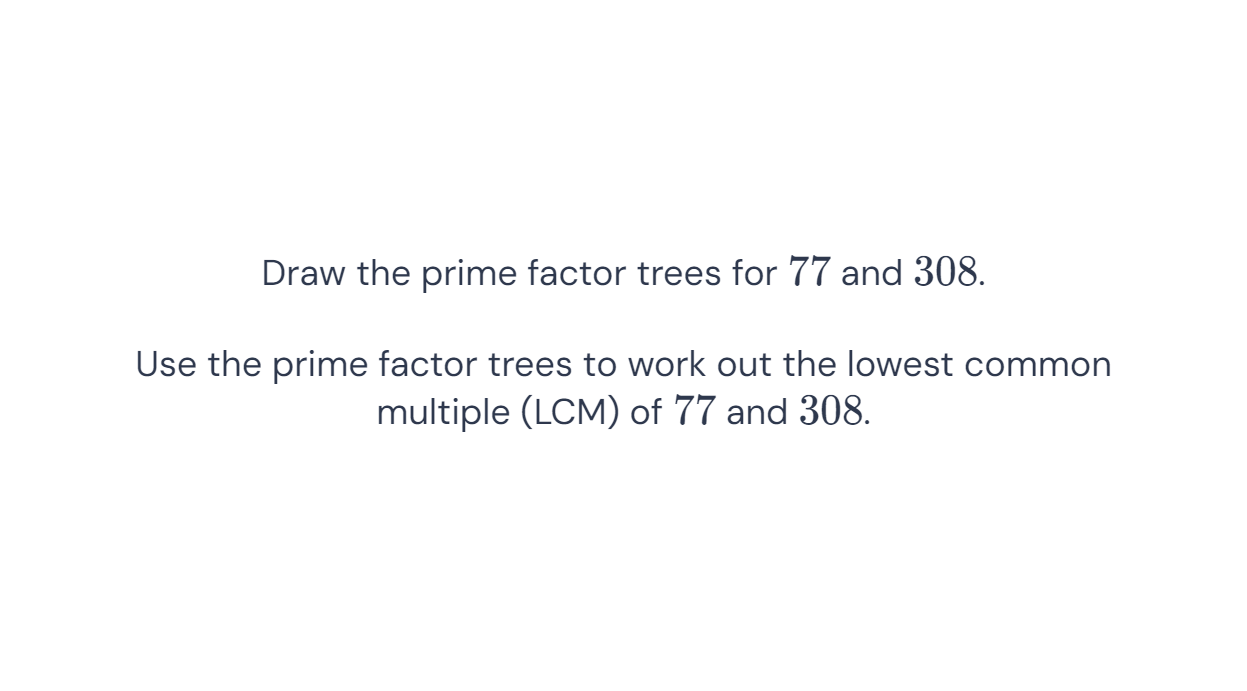 Draw the prime factor trees for 77 and 308.
Use the prime factor trees to work out the lowest common
multiple (LCM) of 77 and 308.